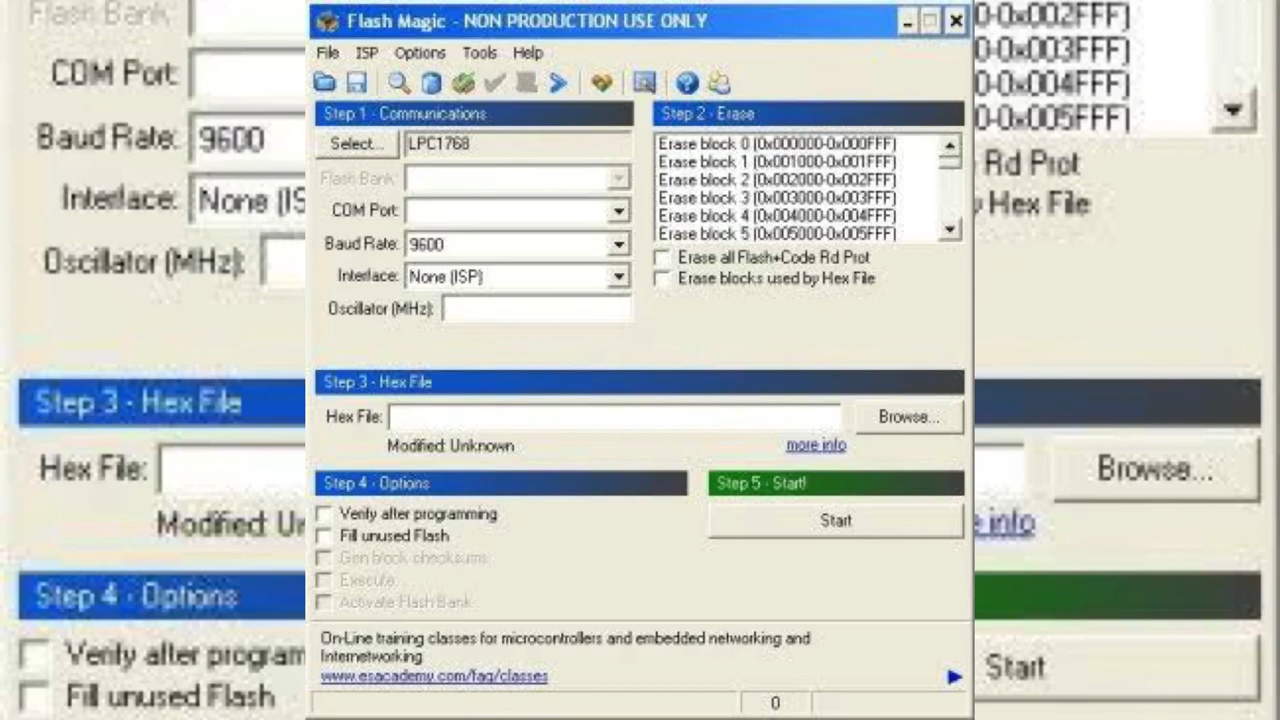 Flash Magic - NON PRODUCTION USE ONLY
File ISP Options Tools Help
Step 1 - Communications
Select... LPC1768
Flash Bank:
COM Port:
Baud Rate: 9600
Interface: None (ISP)
Oscillator (MHz):
Step 2 - Erase
Erase block 0 (0x000000-0x000FFF)
Erase block 1 (0x001000-0x001FFF)
Erase block 2 (0x002000-0x002FFF)
Erase block 3 (0x003000-0x003FFF)
Erase block 4 (0x004000-0x004FFF)
Erase block 5 (0x005000-0x005FFF)
Erase all Flash+Code Rd Prot
Erase blocks used by Hex File
Step 3 - Hex File
Hex File: Browse...
Modified: Unknown more info
Step 4 - Options
Verify after programming
Fill unused Flash
Gen block checksums
Execute
Activate Flash Bank
Step 5 - Start!
Start
On-Line training classes for microcontrollers and embedded networking and
Internetworking
www.esacademy.com/faq/classes
0
Flash Bank
COM Port:
Baud Rate: 9600
Interface: None (IS
Oscillator (MHz):
Step 3 - Hex File
Hex File:
Modified: Un
Step 4 - Options
Verify after program
Fill unused Flash
0-0x002FFF)
0-0x003FFF)
0-0x004FFF)
0-0x005FFF)
Rd Prot
Hex File
Browse...
e info
Start